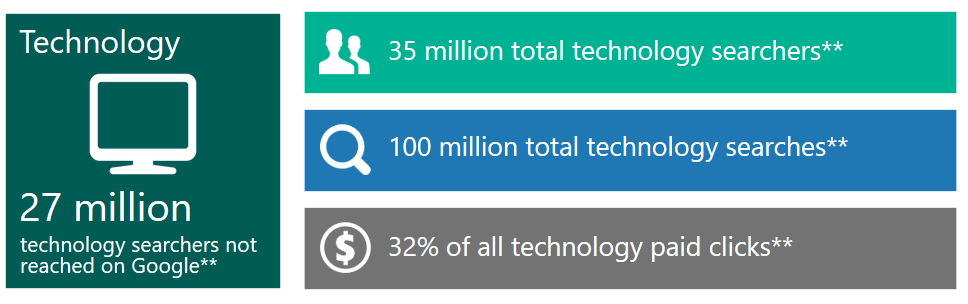 Technology
27 million
technology searchers not
reached on Google**
35 million total technology searchers**
100 million total technology searches**
32% of all technology paid clicks**